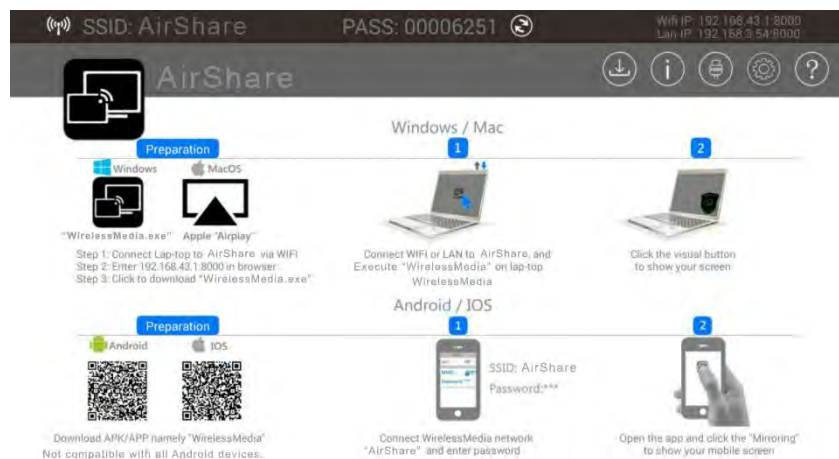 SSID: AirShare
PASS: 00006251
Wifi IP: 192.168.43.1:8000
Lan IP: 192.168.3.54:8000
AirShare
i
?
Windows / Mac
Preparation
1
2
Windows
MacOS
"WirelessMedia.exe"
Apple "Airplay"
Step 1: Connect Lap-top to AirShare via WIFI
Step 2: Enter 192.168.43.1:8000 in browser
Step 3: Click to download "WirelessMedia.exe"
Connect WIFI or LAN to AirShare, and
Execute "WirelessMedia" on lap-top
WirelessMedia
Click the visual button
to show your screen
Android / IOS
Preparation
1
2
Android
IOS
SSID: AirShare
Password:***
Download APK/APP namely "WirelessMedia"
Not compatible with all Android devices.
Connect WirelessMedia network
"AirShare" and enter password
Open the app and click the "Mirroring"
to show your mobile screen